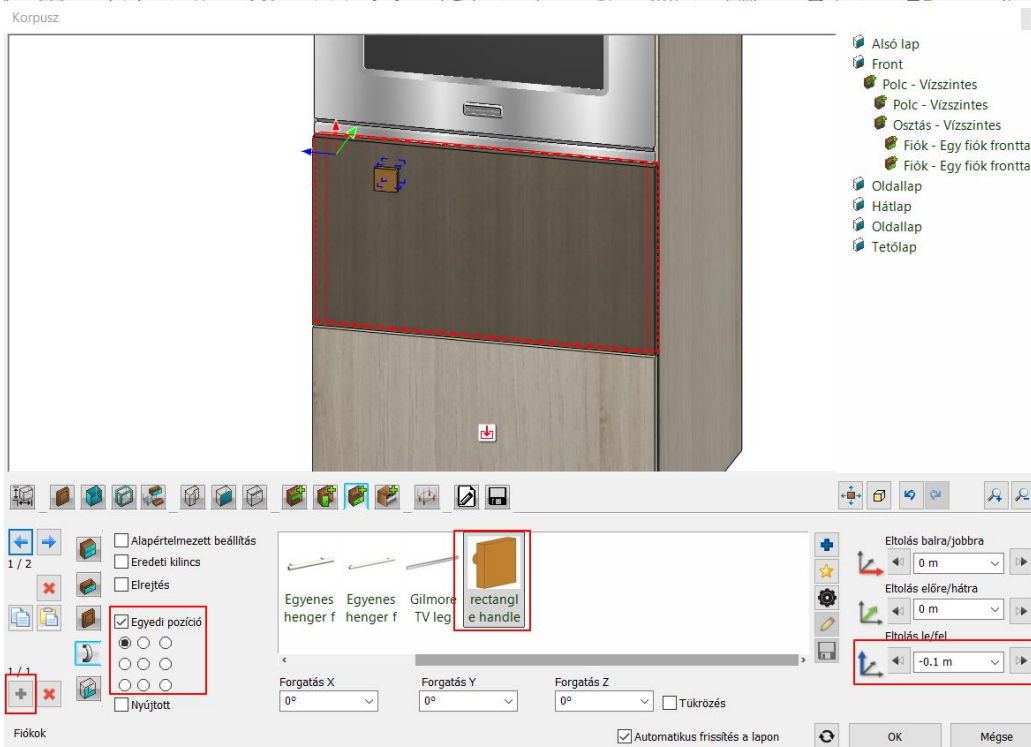 Korpusz
Alsó lap
Front
Polc - Vízszintes
Polc - Vízszintes
Osztás - Vízszintes
Fiók - Egy fiók frontta
Fiók - Egy fiók frontta
Oldallap
Hátlap
Oldallap
Tetőlap
1 / 2
Alapértelmezett beállítás
Eredeti kilincs
Elrejtés
Egyedi pozíció
Nyújtott
1 / 1
Egyenes henger f
Egyenes henger f
Gilmore TV leg
rectangl
e handle
Forgatás X
0°
Forgatás Y
0°
Forgatás Z
0°
Tükrözés
Eltolás balra/jobbra
0 m
Eltolás előre/hátra
0 m
Eltolás le/fel
-0.1 m
Fiókok
Automatikus frissítés a lapon
OK
Mégse